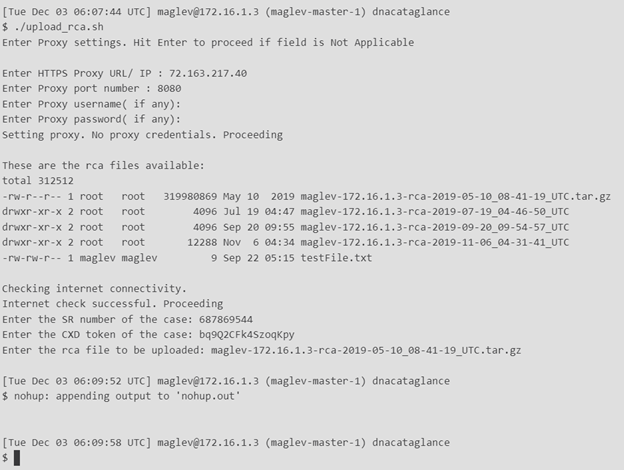 [Tue Dec 03 06:07:44 UTC] maglev@172.16.1.3 (maglev-master-1) dnacataglance
$ ./upload_rca.sh
Enter Proxy settings. Hit Enter to proceed if field is Not Applicable
Enter HTTPS Proxy URL/ IP : 72.163.217.40
Enter Proxy port number : 8080
Enter Proxy username( if any):
Enter Proxy password( if any):
Setting proxy. No proxy credentials. Proceeding
These are the rca files available:
total 312512
-rw-r--r-- 1 root   root   319980869 May 10  2019 maglev-172.16.1.3-rca-2019-05-10_08-41-19_UTC.tar.gz
drwxr-xr-x 2 root   root        4096 Jul 19 04:47 maglev-172.16.1.3-rca-2019-07-19_04-46-50_UTC
drwxr-xr-x 2 root   root        4096 Sep 20 09:55 maglev-172.16.1.3-rca-2019-09-20_09-54-57_UTC
drwxr-xr-x 2 root   root       12288 Nov  6 04:34 maglev-172.16.1.3-rca-2019-11-06_04-31-41_UTC
-rw-rw-r-- 1 maglev maglev         9 Sep 22 05:15 testFile.txt
Checking internet connectivity.
Internet check successful. Proceeding
Enter the SR number of the case: 687869544
Enter the CXD token of the case: bq9Q2CFk4SzoqKpy
Enter the rca file to be uploaded: maglev-172.16.1.3-rca-2019-05-10_08-41-19_UTC.tar.gz
[Tue Dec 03 06:09:52 UTC] maglev@172.16.1.3 (maglev-master-1) dnacataglance
$ nohup: appending output to 'nohup.out'
[Tue Dec 03 06:09:58 UTC] maglev@172.16.1.3 (maglev-master-1) dnacataglance
$